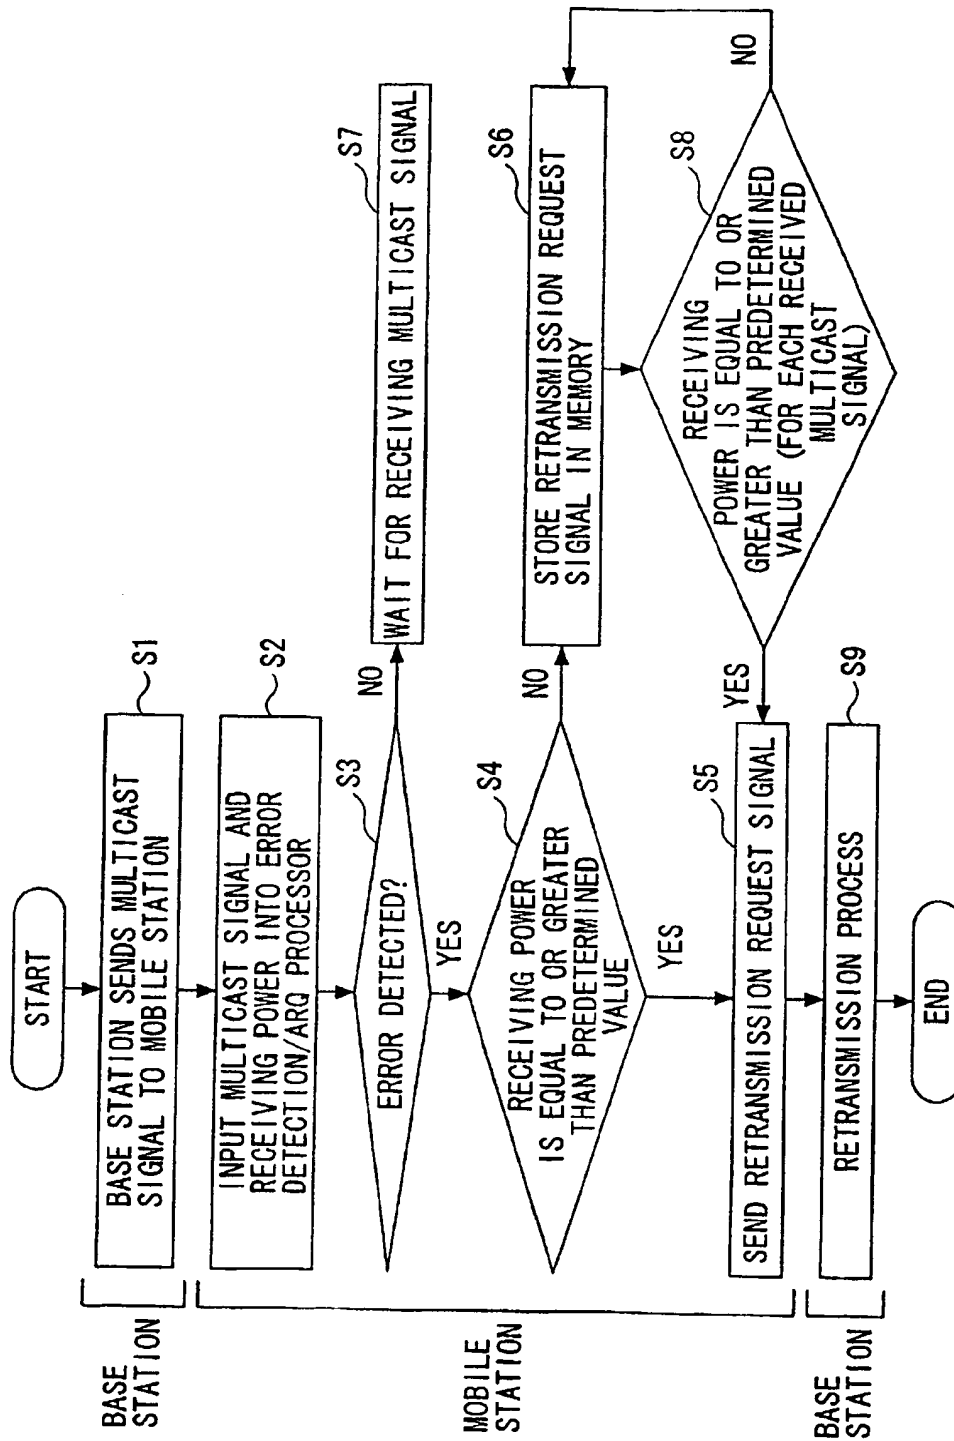 START
BASE STATION SENDS MULTICAST
SIGNAL TO MOBILE STATION
S1
INPUT MULTICAST SIGNAL AND
RECEIVING POWER INTO ERROR
DETECTION/ARQ PROCESSOR
S2
ERROR DETECTED?
S3
NO
WAIT FOR RECEIVING MULTICAST SIGNAL
S7
YES
RECEIVING POWER
IS EQUAL TO OR GREATER
THAN PREDETERMINED
VALUE
S4
NO
STORE RETRANSMISSION REQUEST
SIGNAL IN MEMORY
S6
YES
RECEIVING
POWER IS EQUAL TO OR
GREATER THAN PREDETERMINED
VALUE (FOR EACH RECEIVED
MULTICAST
SIGNAL)
S8
NO
YES
SEND RETRANSMISSION REQUEST SIGNAL
S5
RETRANSMISSION PROCESS
S9
END
BASE
STATION
MOBILE
STATION
BASE
STATION